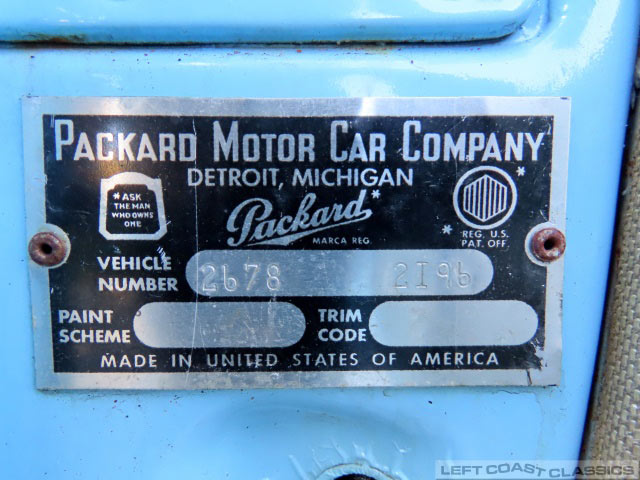 PACKARD MOTOR CAR COMPANY
DETROIT, MICHIGAN
*ASK
THE MAN
WHO OWNS
ONE
Packard*
MARCA REG.
*
* REG. U.S.
PAT. OFF.
VEHICLE
NUMBER
2678 2196
PAINT
SCHEME
TRIM
CODE
MADE IN UNITED STATES OF AMERICA
LEFT COAST CLASSICS